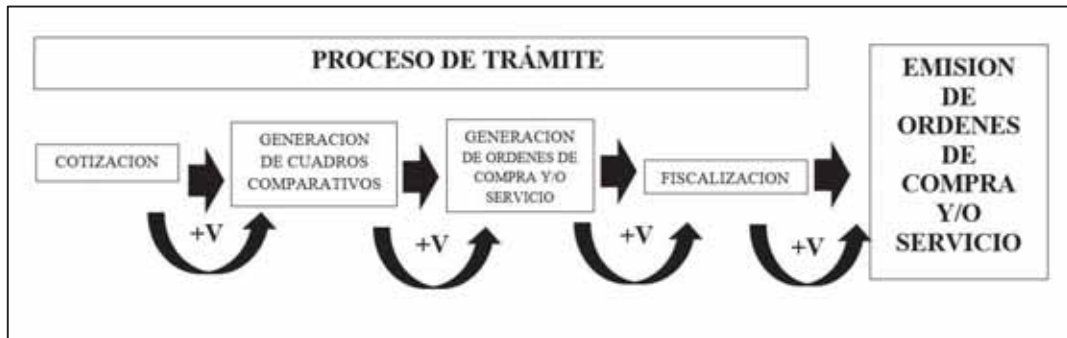 PROCESO DE TRÁMITE
COTIZACION
GENERACION
DE CUADROS
COMPARATIVOS
GENERACION
DE ORDENES DE
COMPRA Y/O
SERVICIO
FISCALIZACION
EMISION
DE
ORDENES
DE
COMPRA
Y/O
SERVICIO
+V
+V
+V
+V